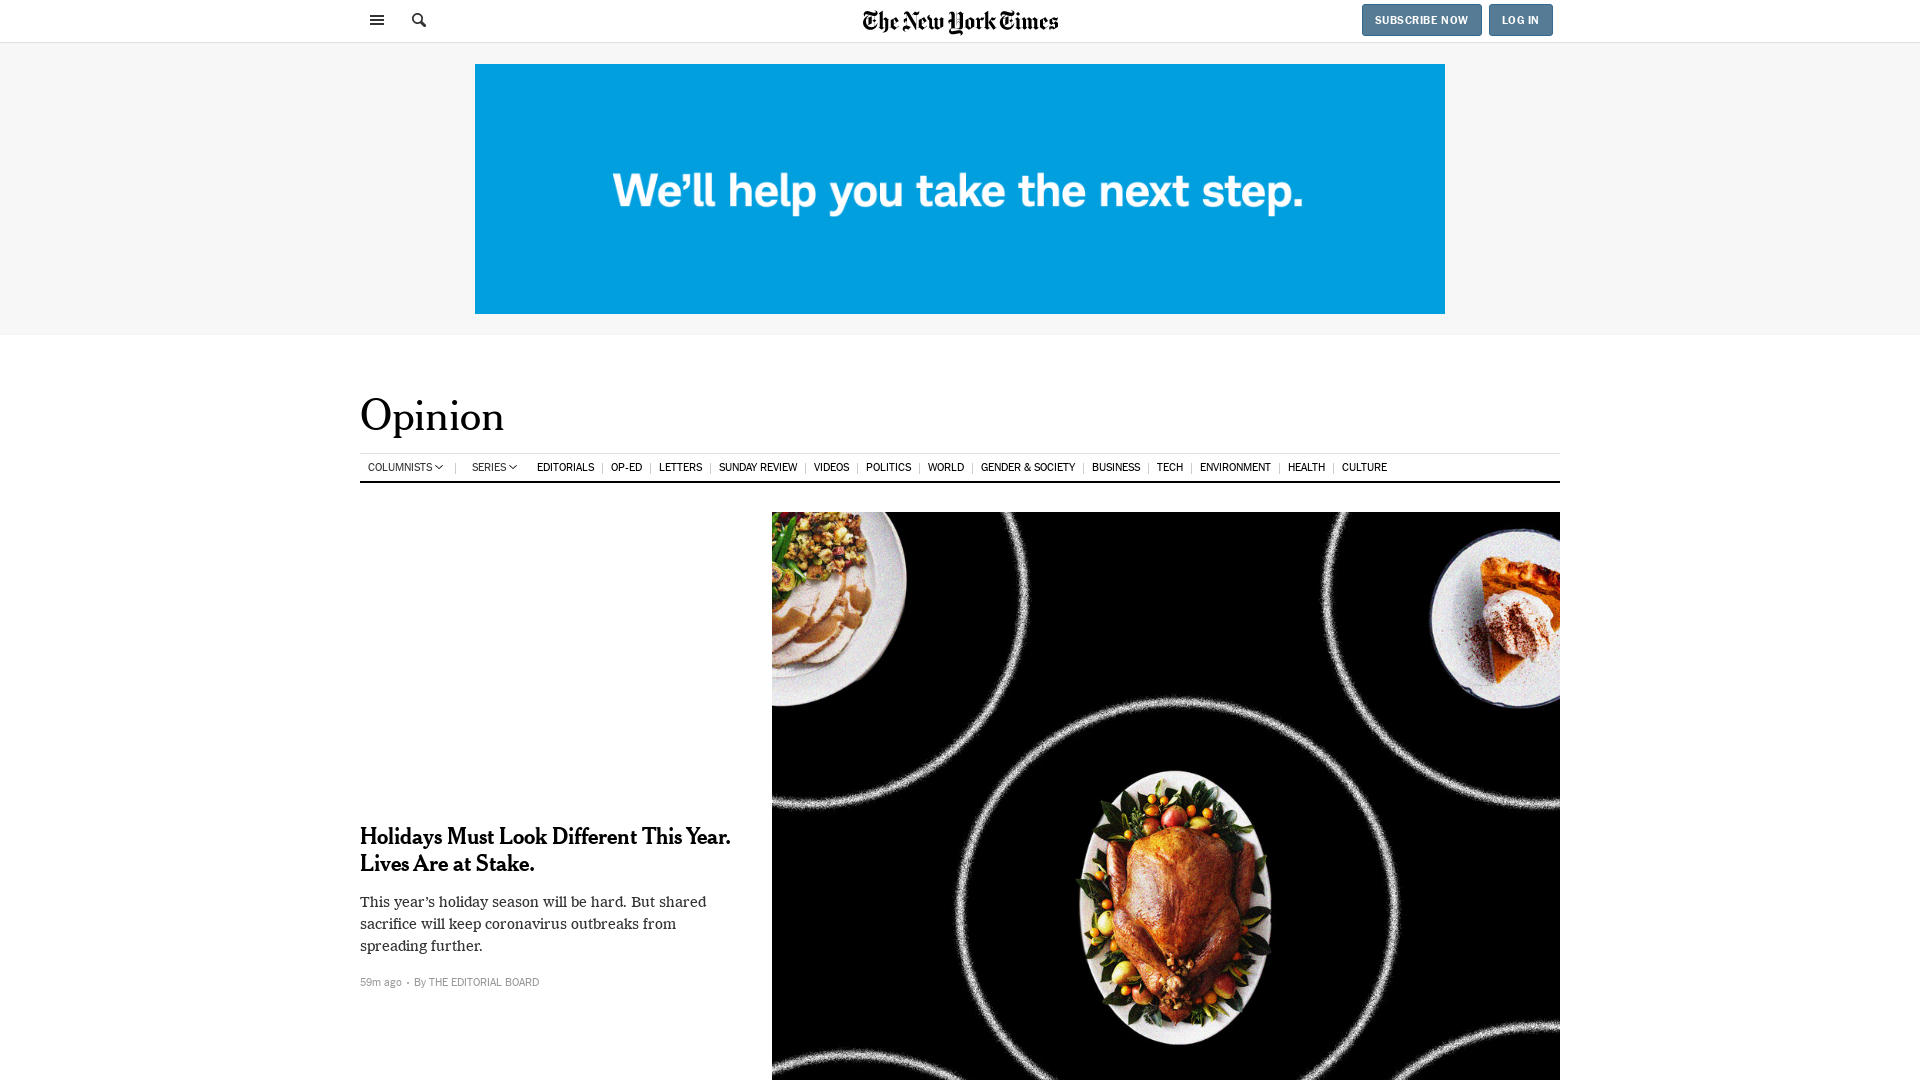 The New York Times
SUBSCRIBE NOW
LOG IN
We'll help you take the next step.
Opinion
COLUMNISTS SERIES EDITORIALS OP-ED LETTERS SUNDAY REVIEW VIDEOS POLITICS WORLD GENDER & SOCIETY BUSINESS TECH ENVIRONMENT HEALTH CULTURE
Holidays Must Look Different This Year.
Lives Are at Stake.
This year's holiday season will be hard. But shared
sacrifice will keep coronavirus outbreaks from
spreading further.
59m ago • By THE EDITORIAL BOARD